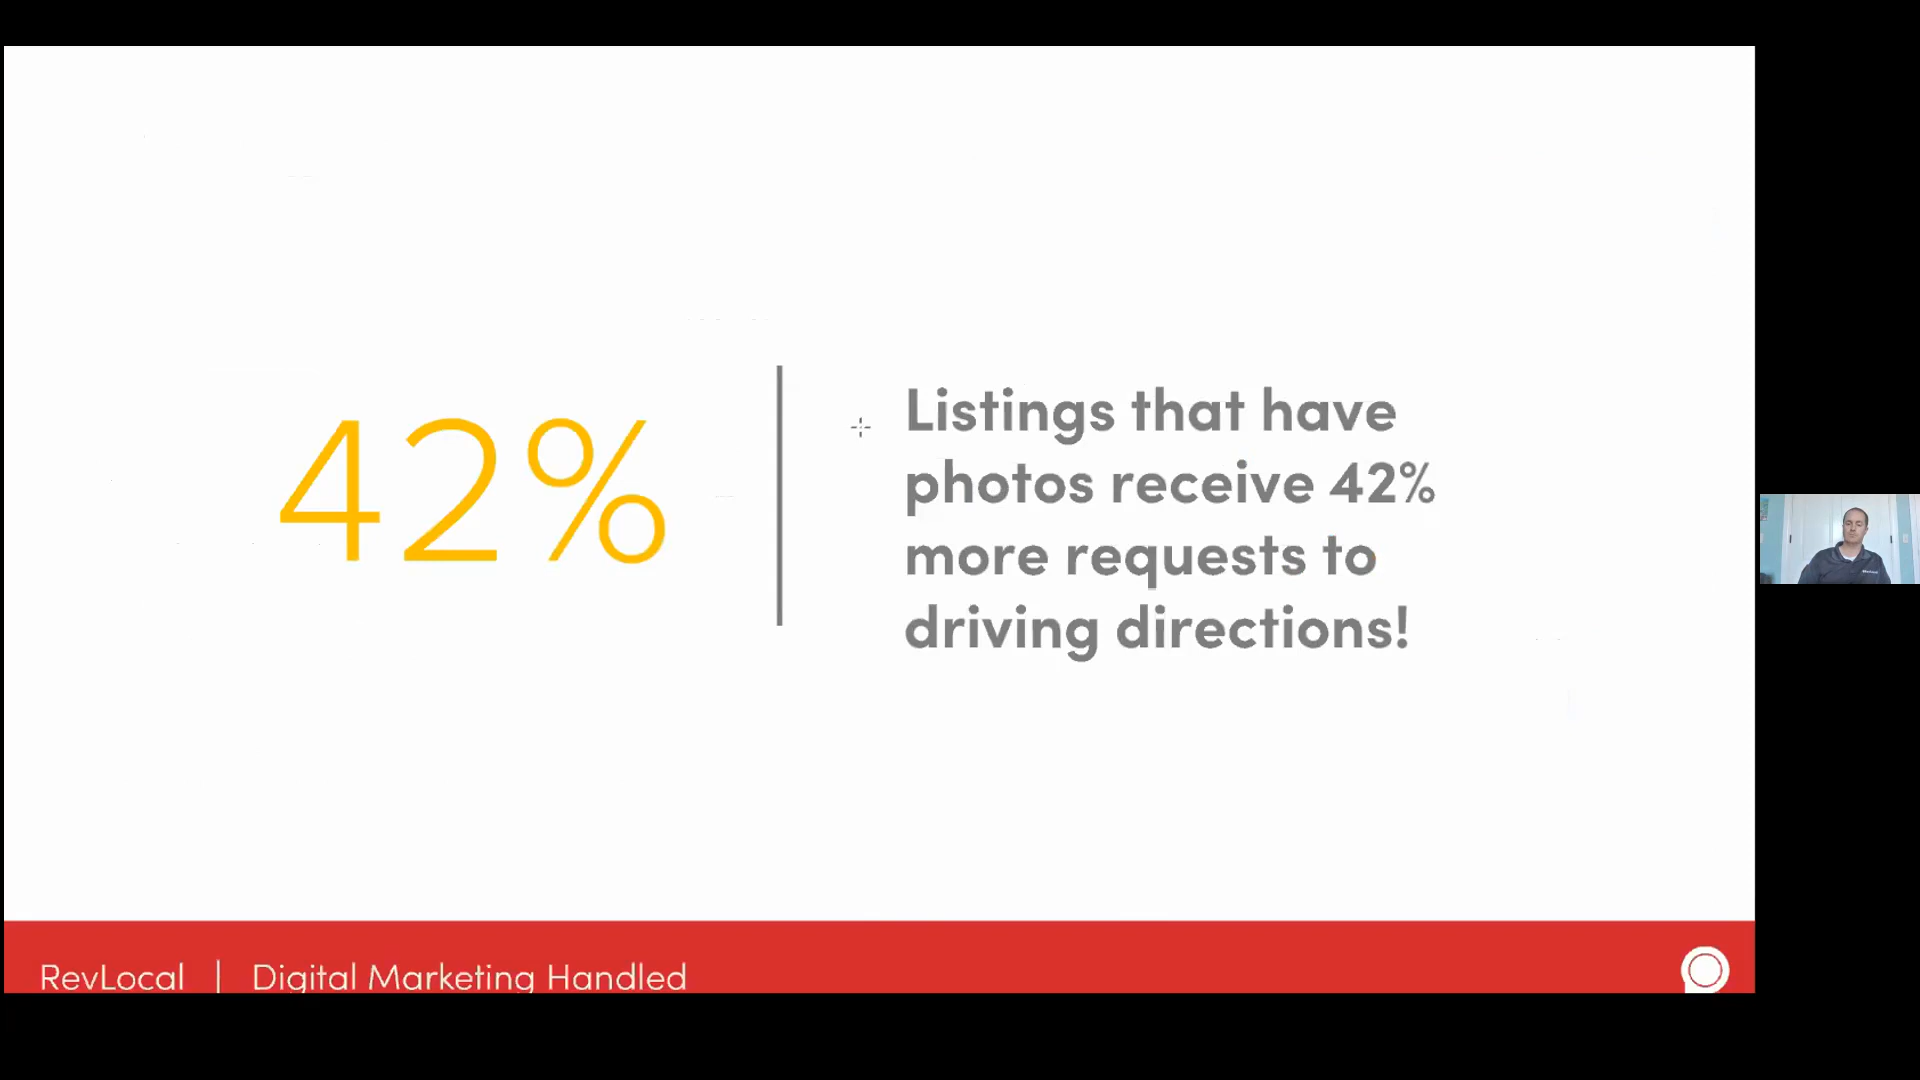 42%
Listings that have
photos receive 42%
more requests to
driving directions!
RevLocal | Digital Marketing Handled